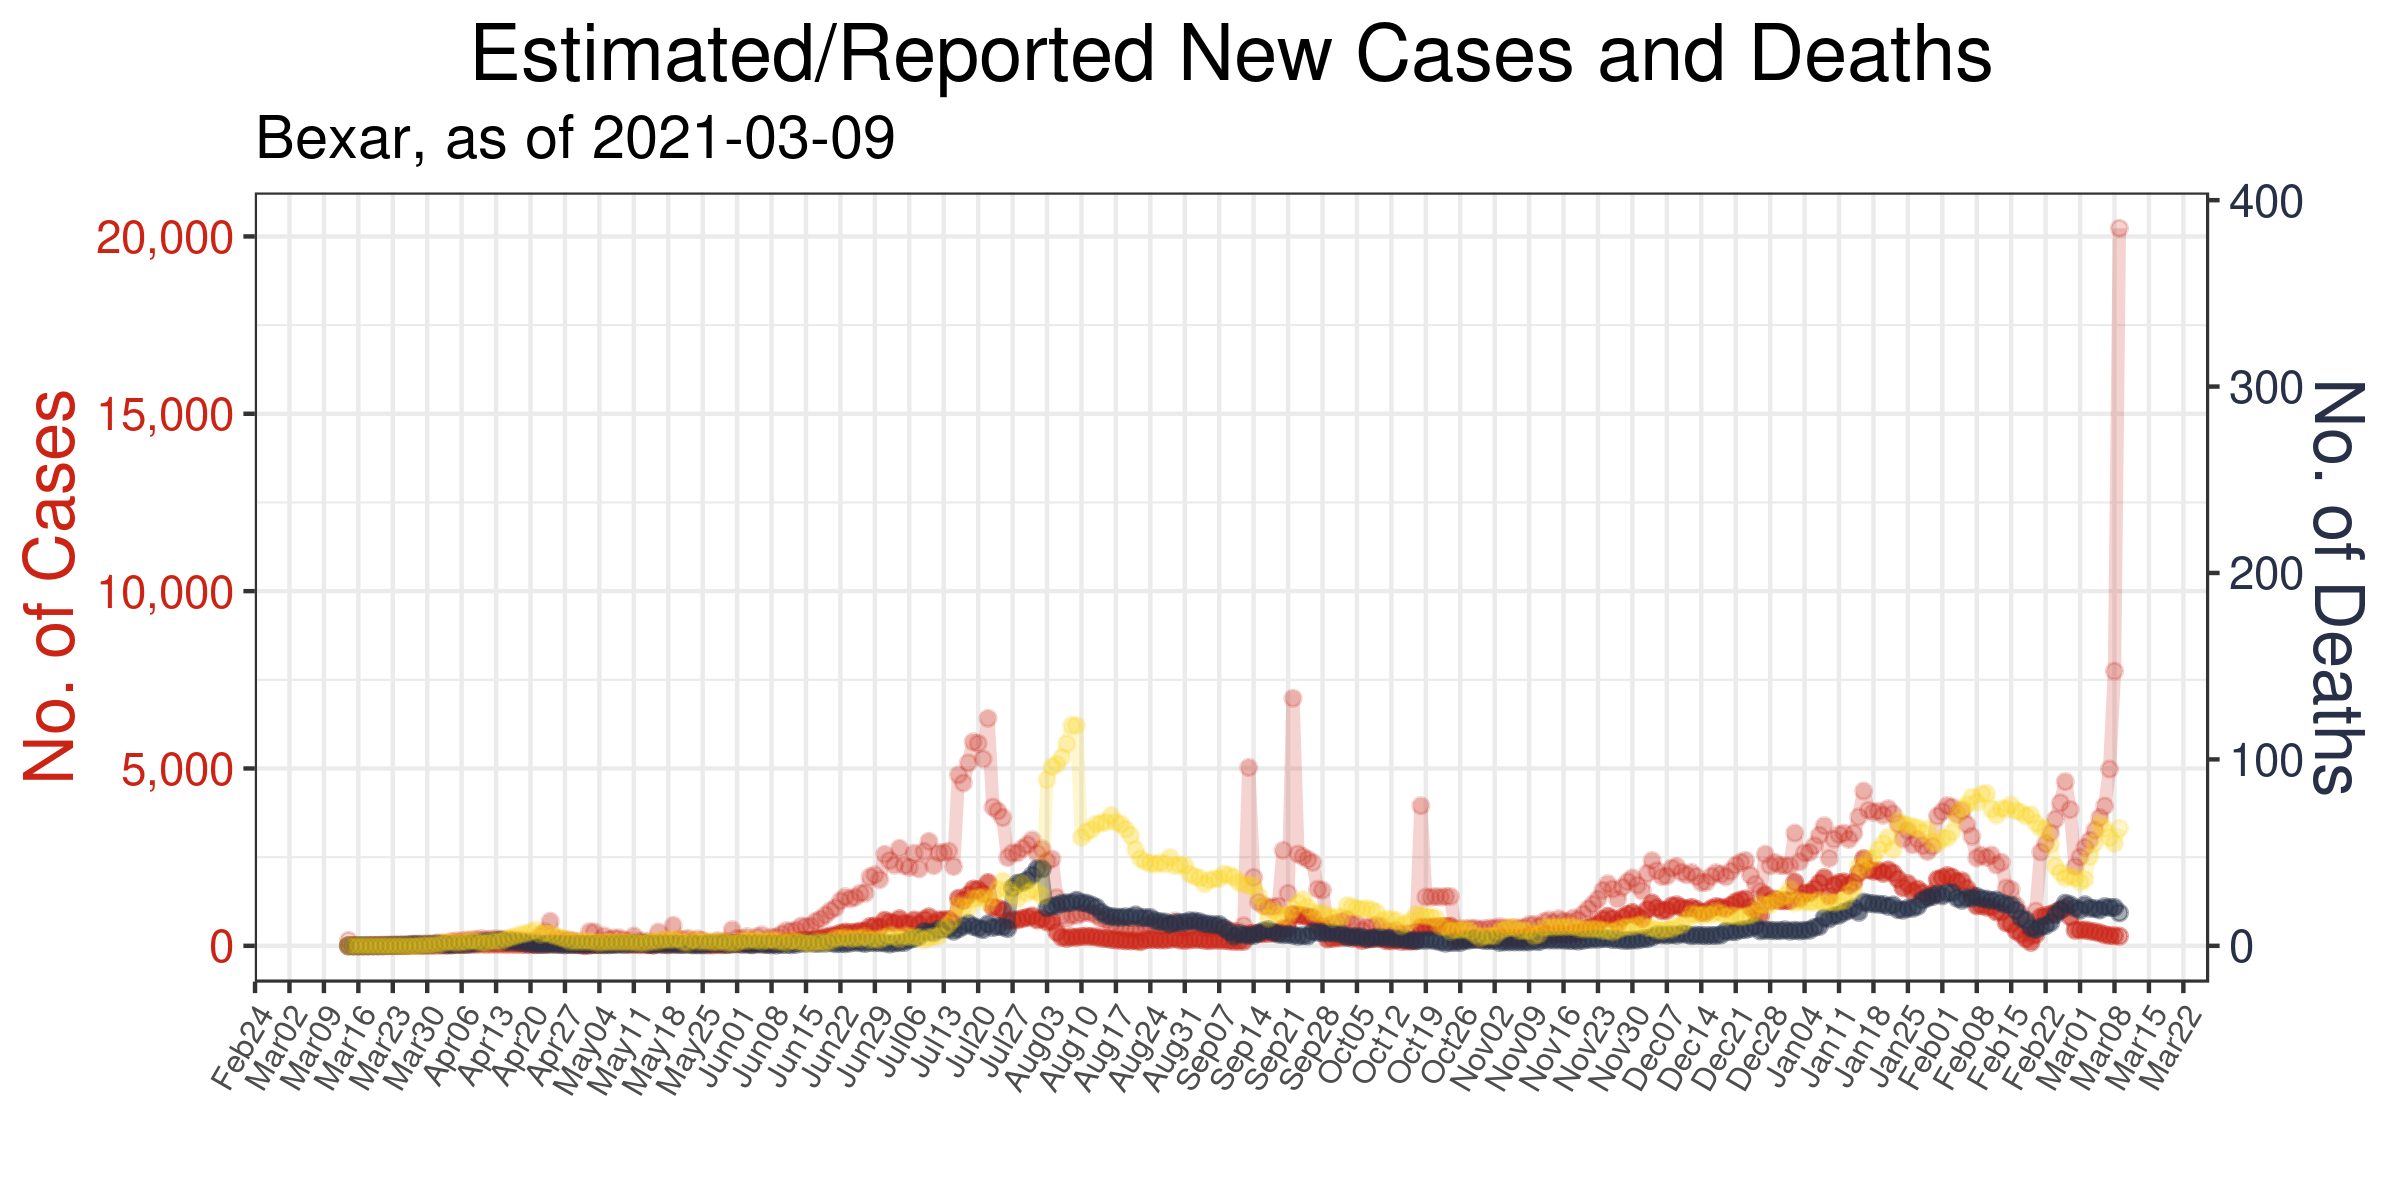 Estimated/Reported New Cases and Deaths
Bexar, as of 2021-03-09
No. of Cases
20,000
15,000
10,000
5,000
0
400
300
200
100
0
No. of Deaths
Feb24
Mar02
Mar09
Mar16
Mar23
Mar30
Apr06
Apr13
Apr20
Apr27
May04
May11
May18
May25
Jun01
Jun08
Jun15
Jun22
Jun29
Jul06
Jul13
Jul20
Jul27
Aug03
Aug10
Aug17
Aug24
Aug31
Sep07
Sep14
Sep21
Sep28
Oct05
Oct12
Oct19
Oct26
Nov02
Nov09
Nov16
Nov23
Nov30
Dec07
Dec14
Dec21
Dec28
Jan04
Jan11
Jan18
Jan25
Feb01
Feb08
Feb15
Feb22
Mar01
Mar08
Mar15
Mar22